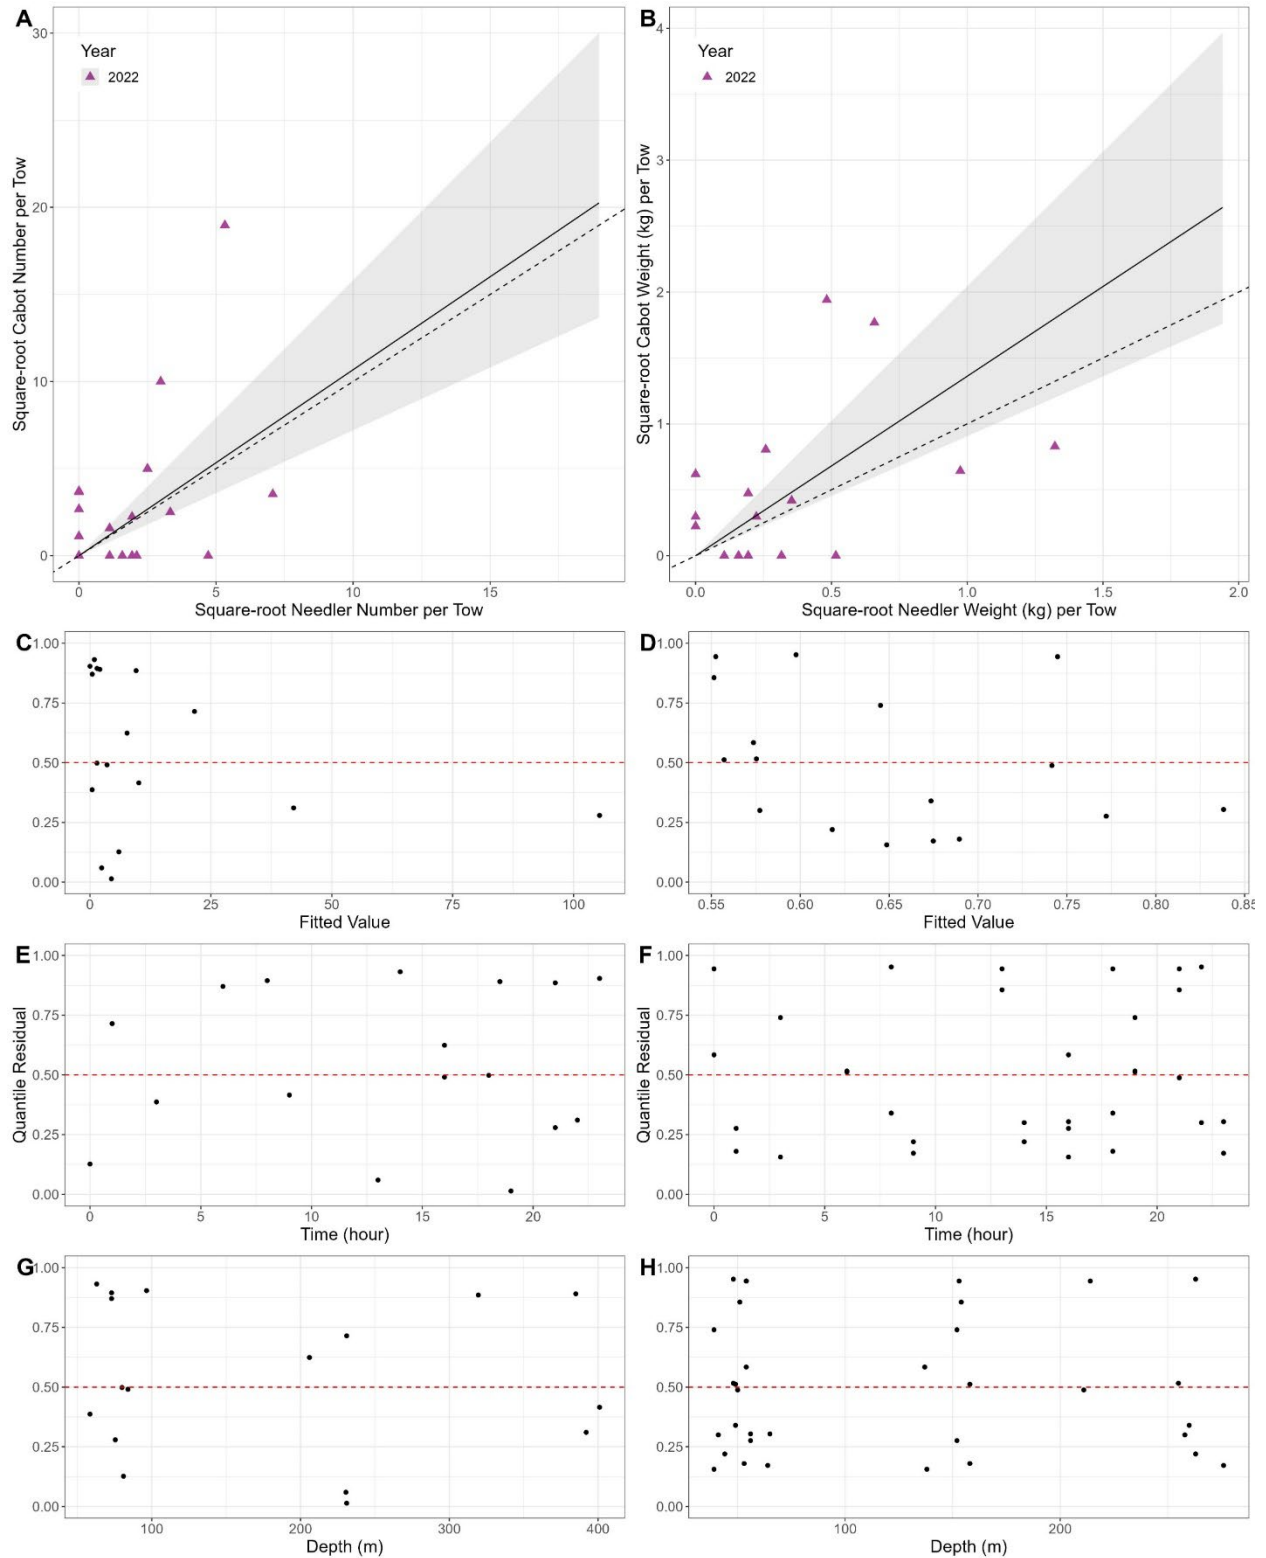 A
Year
2022
Square-root Cabot Number per Tow
30
20
10
0
0 5 10 15
Square-root Needler Number per Tow
B
Year
2022
Square-root Cabot Weight (kg) per Tow
4
3
2
1
0
0.0 0.5 1.0 1.5 2.0
Square-root Needler Weight (kg) per Tow
C
1.00
0.75
0.50
0.25
0.00
0 25 50 75 100
Fitted Value
D
1.00
0.75
0.50
0.25
0.00
0.55 0.60 0.65 0.70 0.75 0.80 0.85
Fitted Value
E
Quantile Residual
1.00
0.75
0.50
0.25
0.00
0 5 10 15 20
Time (hour)
F
Quantile Residual
1.00
0.75
0.50
0.25
0.00
0 5 10 15 20
Time (hour)
G
1.00
0.75
0.50
0.25
0.00
100 200 300 400
Depth (m)
H
1.00
0.75
0.50
0.25
0.00
100 200
Depth (m)